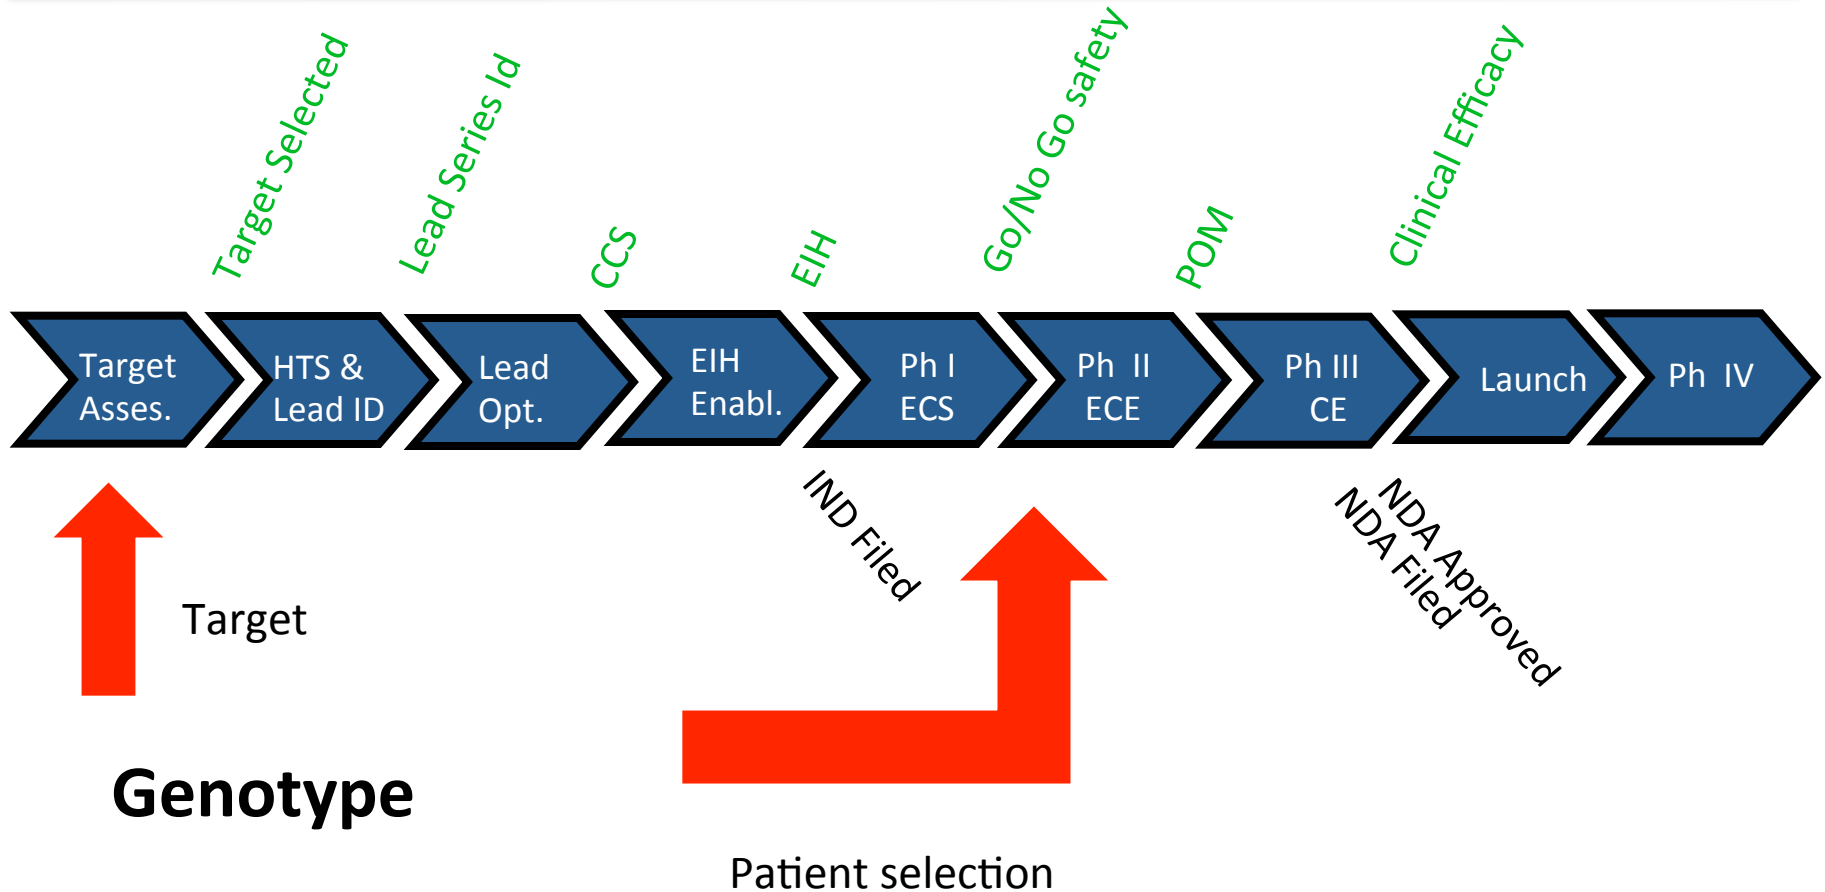 Target Selected
Lead Series Id
CCS
EIH
Go/No Go safety
POM
Clinical Efficacy
Target
Asses.
HTS &
Lead ID
Lead
Opt.
EIH
Enabl.
Ph I
ECS
Ph II
ECE
Ph III
CE
Launch
Ph IV
IND Filed
NDA Filed
NDA Approved
Target
Genotype
Patient selection